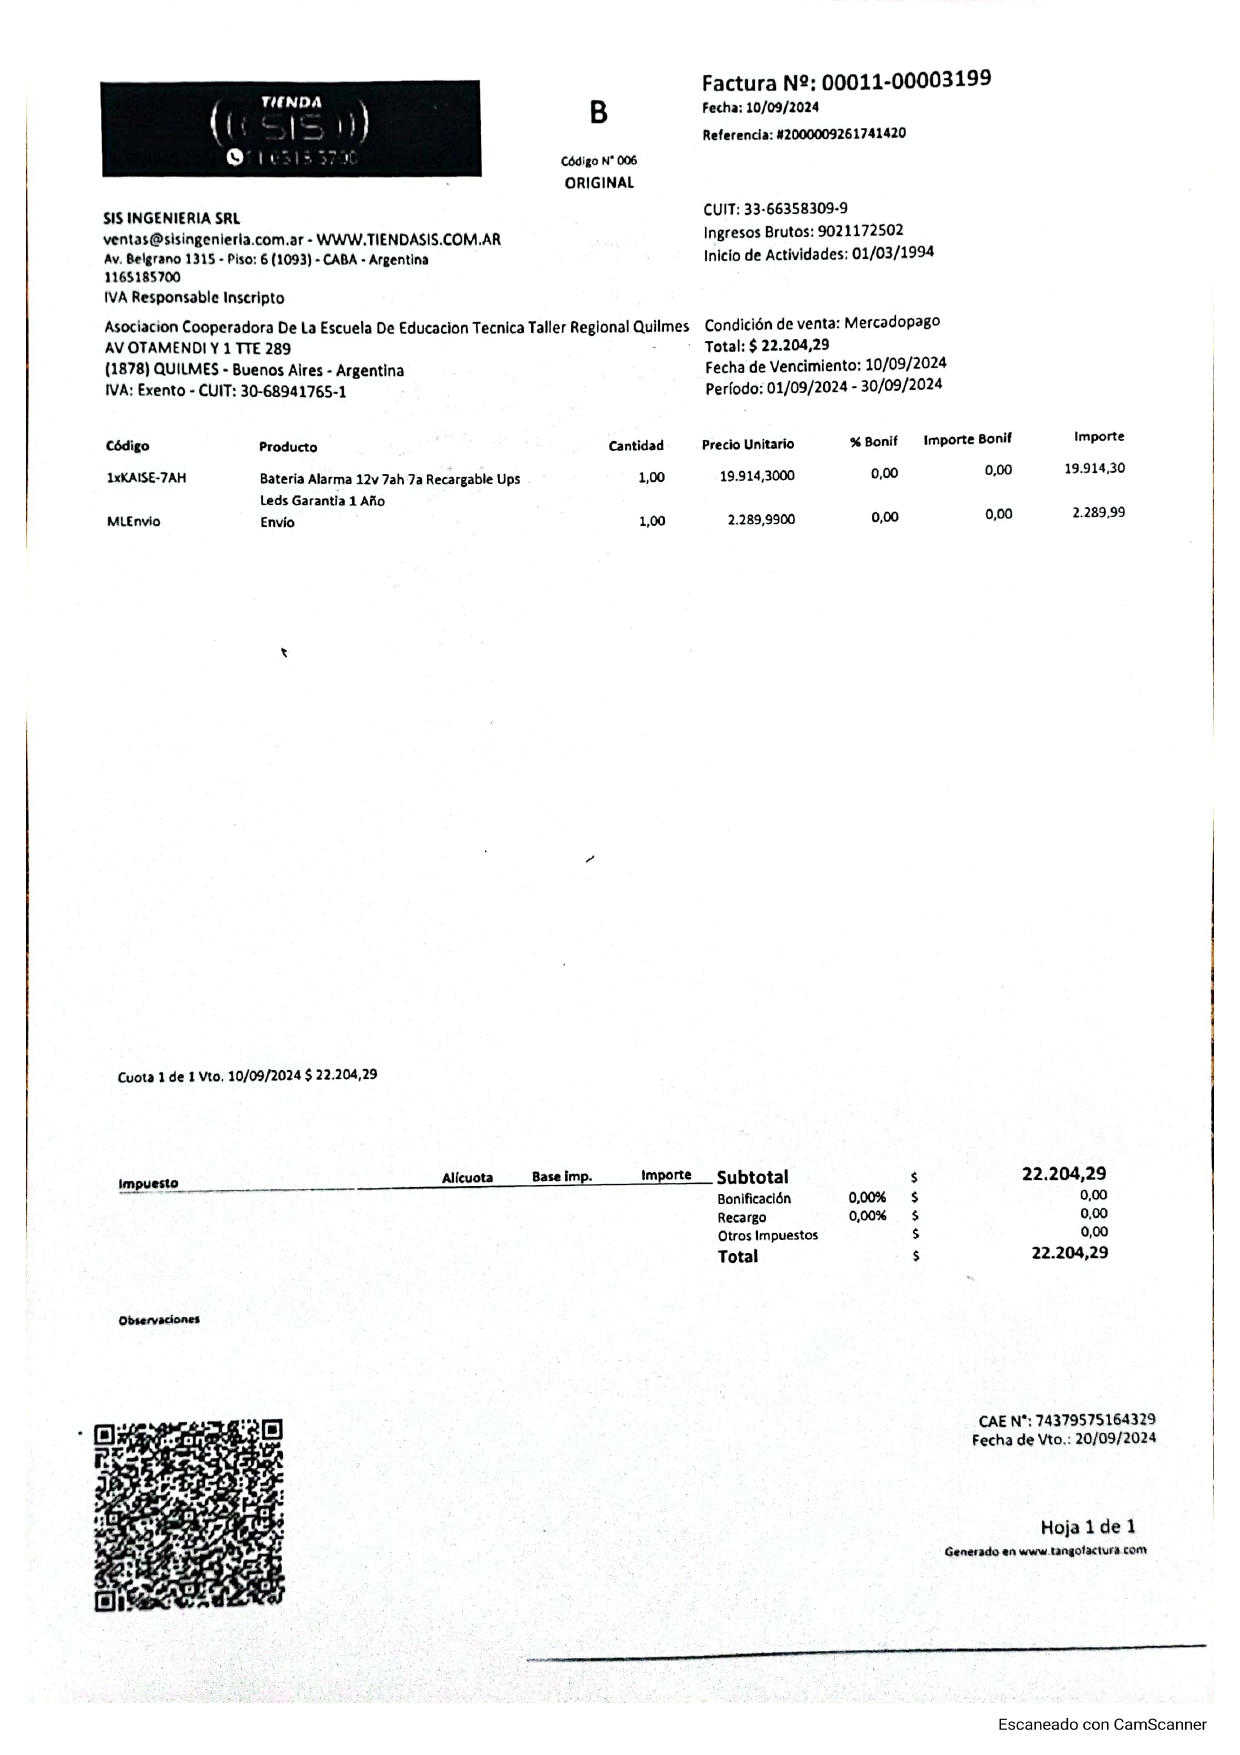 TIENDA
SIS
Factura Nº: 00011-00003199
Fecha: 10/09/2024
Referencia: #2000009261741420
B
Código N° 006
ORIGINAL
SIS INGENIERIA SRL
ventas@sisingenieria.com.ar - WWW.TIENDASIS.COM.AR
Av. Belgrano 1315 - Piso: 6 (1093) - CABA - Argentina
1165185700
IVA Responsable Inscripto
CUIT: 33-66358309-9
Ingresos Brutos: 9021172502
Inicio de Actividades: 01/03/1994
Asociacion Cooperadora De La Escuela De Educacion Tecnica Taller Regional Quilmes
AV OTAMENDI Y 1 TTE 289
(1878) QUILMES - Buenos Aires - Argentina
IVA: Exento - CUIT: 30-68941765-1
Condición de venta: Mercadopago
Total: $ 22.204,29
Fecha de Vencimiento: 10/09/2024
Período: 01/09/2024 - 30/09/2024
Código Producto Cantidad Precio Unitario % Bonif Importe Bonif Importe
1xKAISE-7AH Bateria Alarma 12v 7ah 7a Recargable Ups 1,00 19.914,3000 0,00 0,00 19.914,30
Leds Garantia 1 Año
MLEnvio Envío 1,00 2.289,9900 0,00 0,00 2.289,99
Cuota 1 de 1 Vto. 10/09/2024 $ 22.204,29
Impuesto Alícuota Base imp. Importe
Subtotal $ 22.204,29
Bonificación 0,00% $ 0,00
Recargo 0,00% $ 0,00
Otros Impuestos $ 0,00
Total $ 22.204,29
Observaciones
CAE N°: 74379575164329
Fecha de Vto.: 20/09/2024
Hoja 1 de 1
Generado en www.tangofactura.com
Escaneado con CamScanner